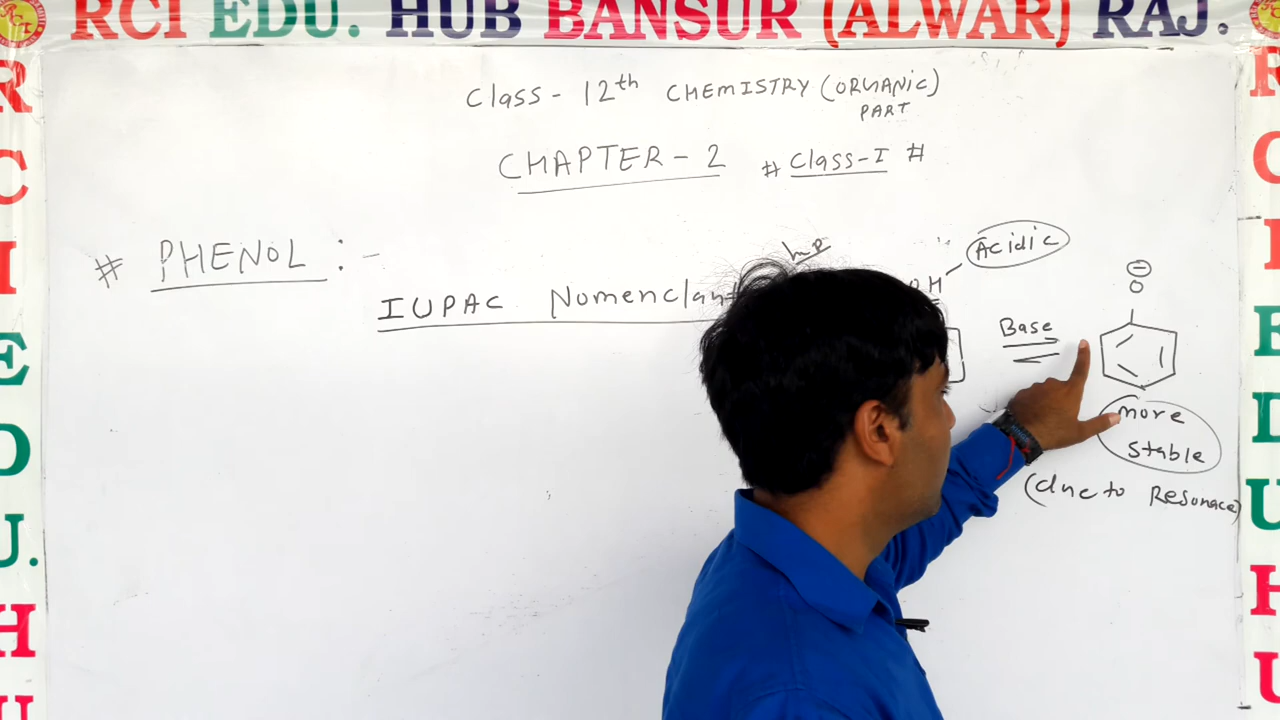 RCI EDU. HUB BANSUR (ALWAR) RAJ.
Class - 12th CHEMISTRY (ORGANIC)
PART
CHAPTER - 2 # Class-I #
# PHENOL :-
IUPAC Nomenclat
OH
Acidic
Base
⊖
O
more
stable
(due to Resonace)
R
C
I
E
D
U.
H
U
R
C
I
E
D
U
H
U